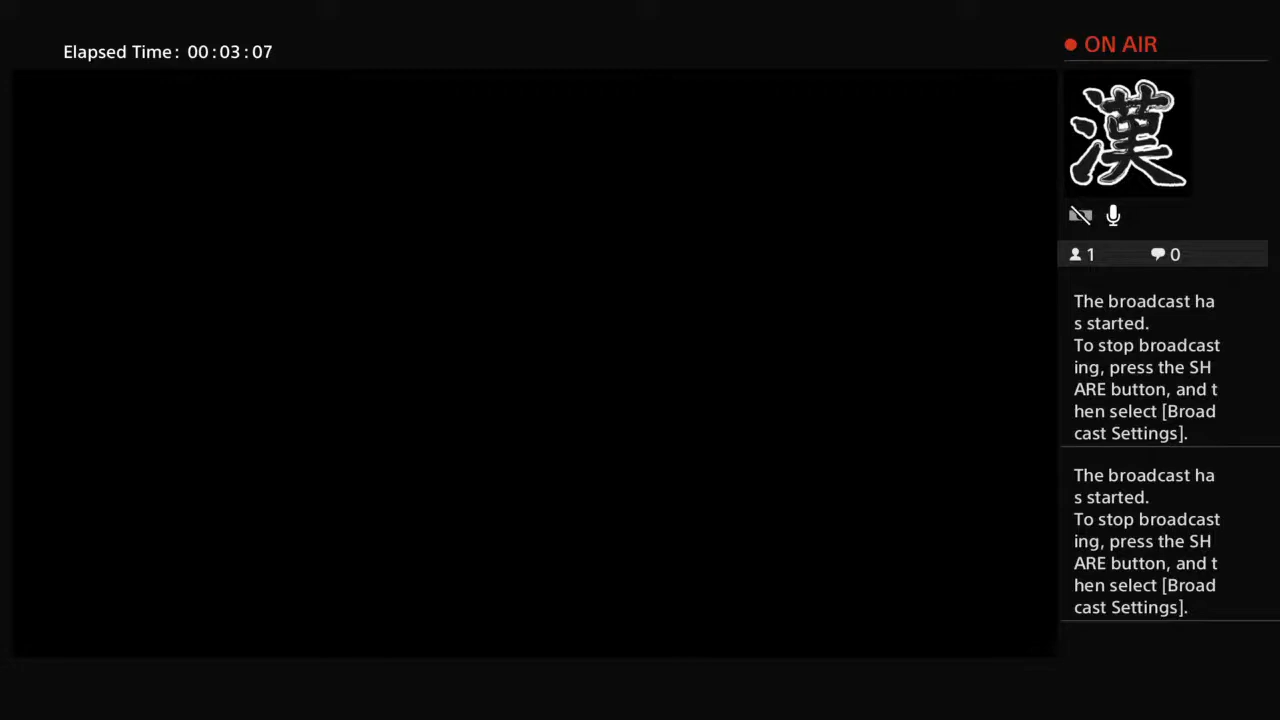 Elapsed Time: 00:03:07
ON AIR
漢
1 0
The broadcast ha
s started.
To stop broadcast
ing, press the SH
ARE button, and t
hen select [Broad
cast Settings].
The broadcast ha
s started.
To stop broadcast
ing, press the SH
ARE button, and t
hen select [Broad
cast Settings].